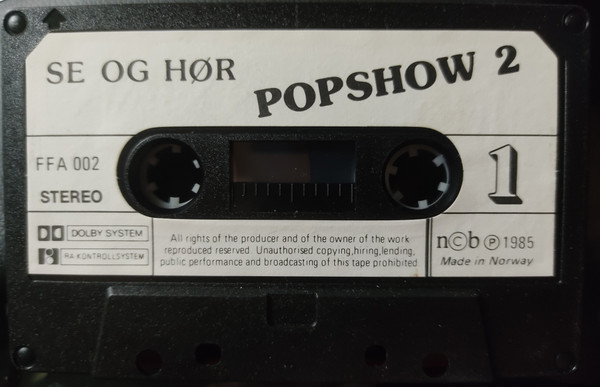 SE OG HØR
POPSHOW 2
FFA 002
STEREO
1
DOLBY SYSTEM
RA KONTROLLSYSTEM
All rights of the producer and of the owner of the work
reproduced reserved. Unauthorised copying,hiring,lending,
public performance and broadcasting of this tape prohibited
n©b ℗ 1985
Made in Norway